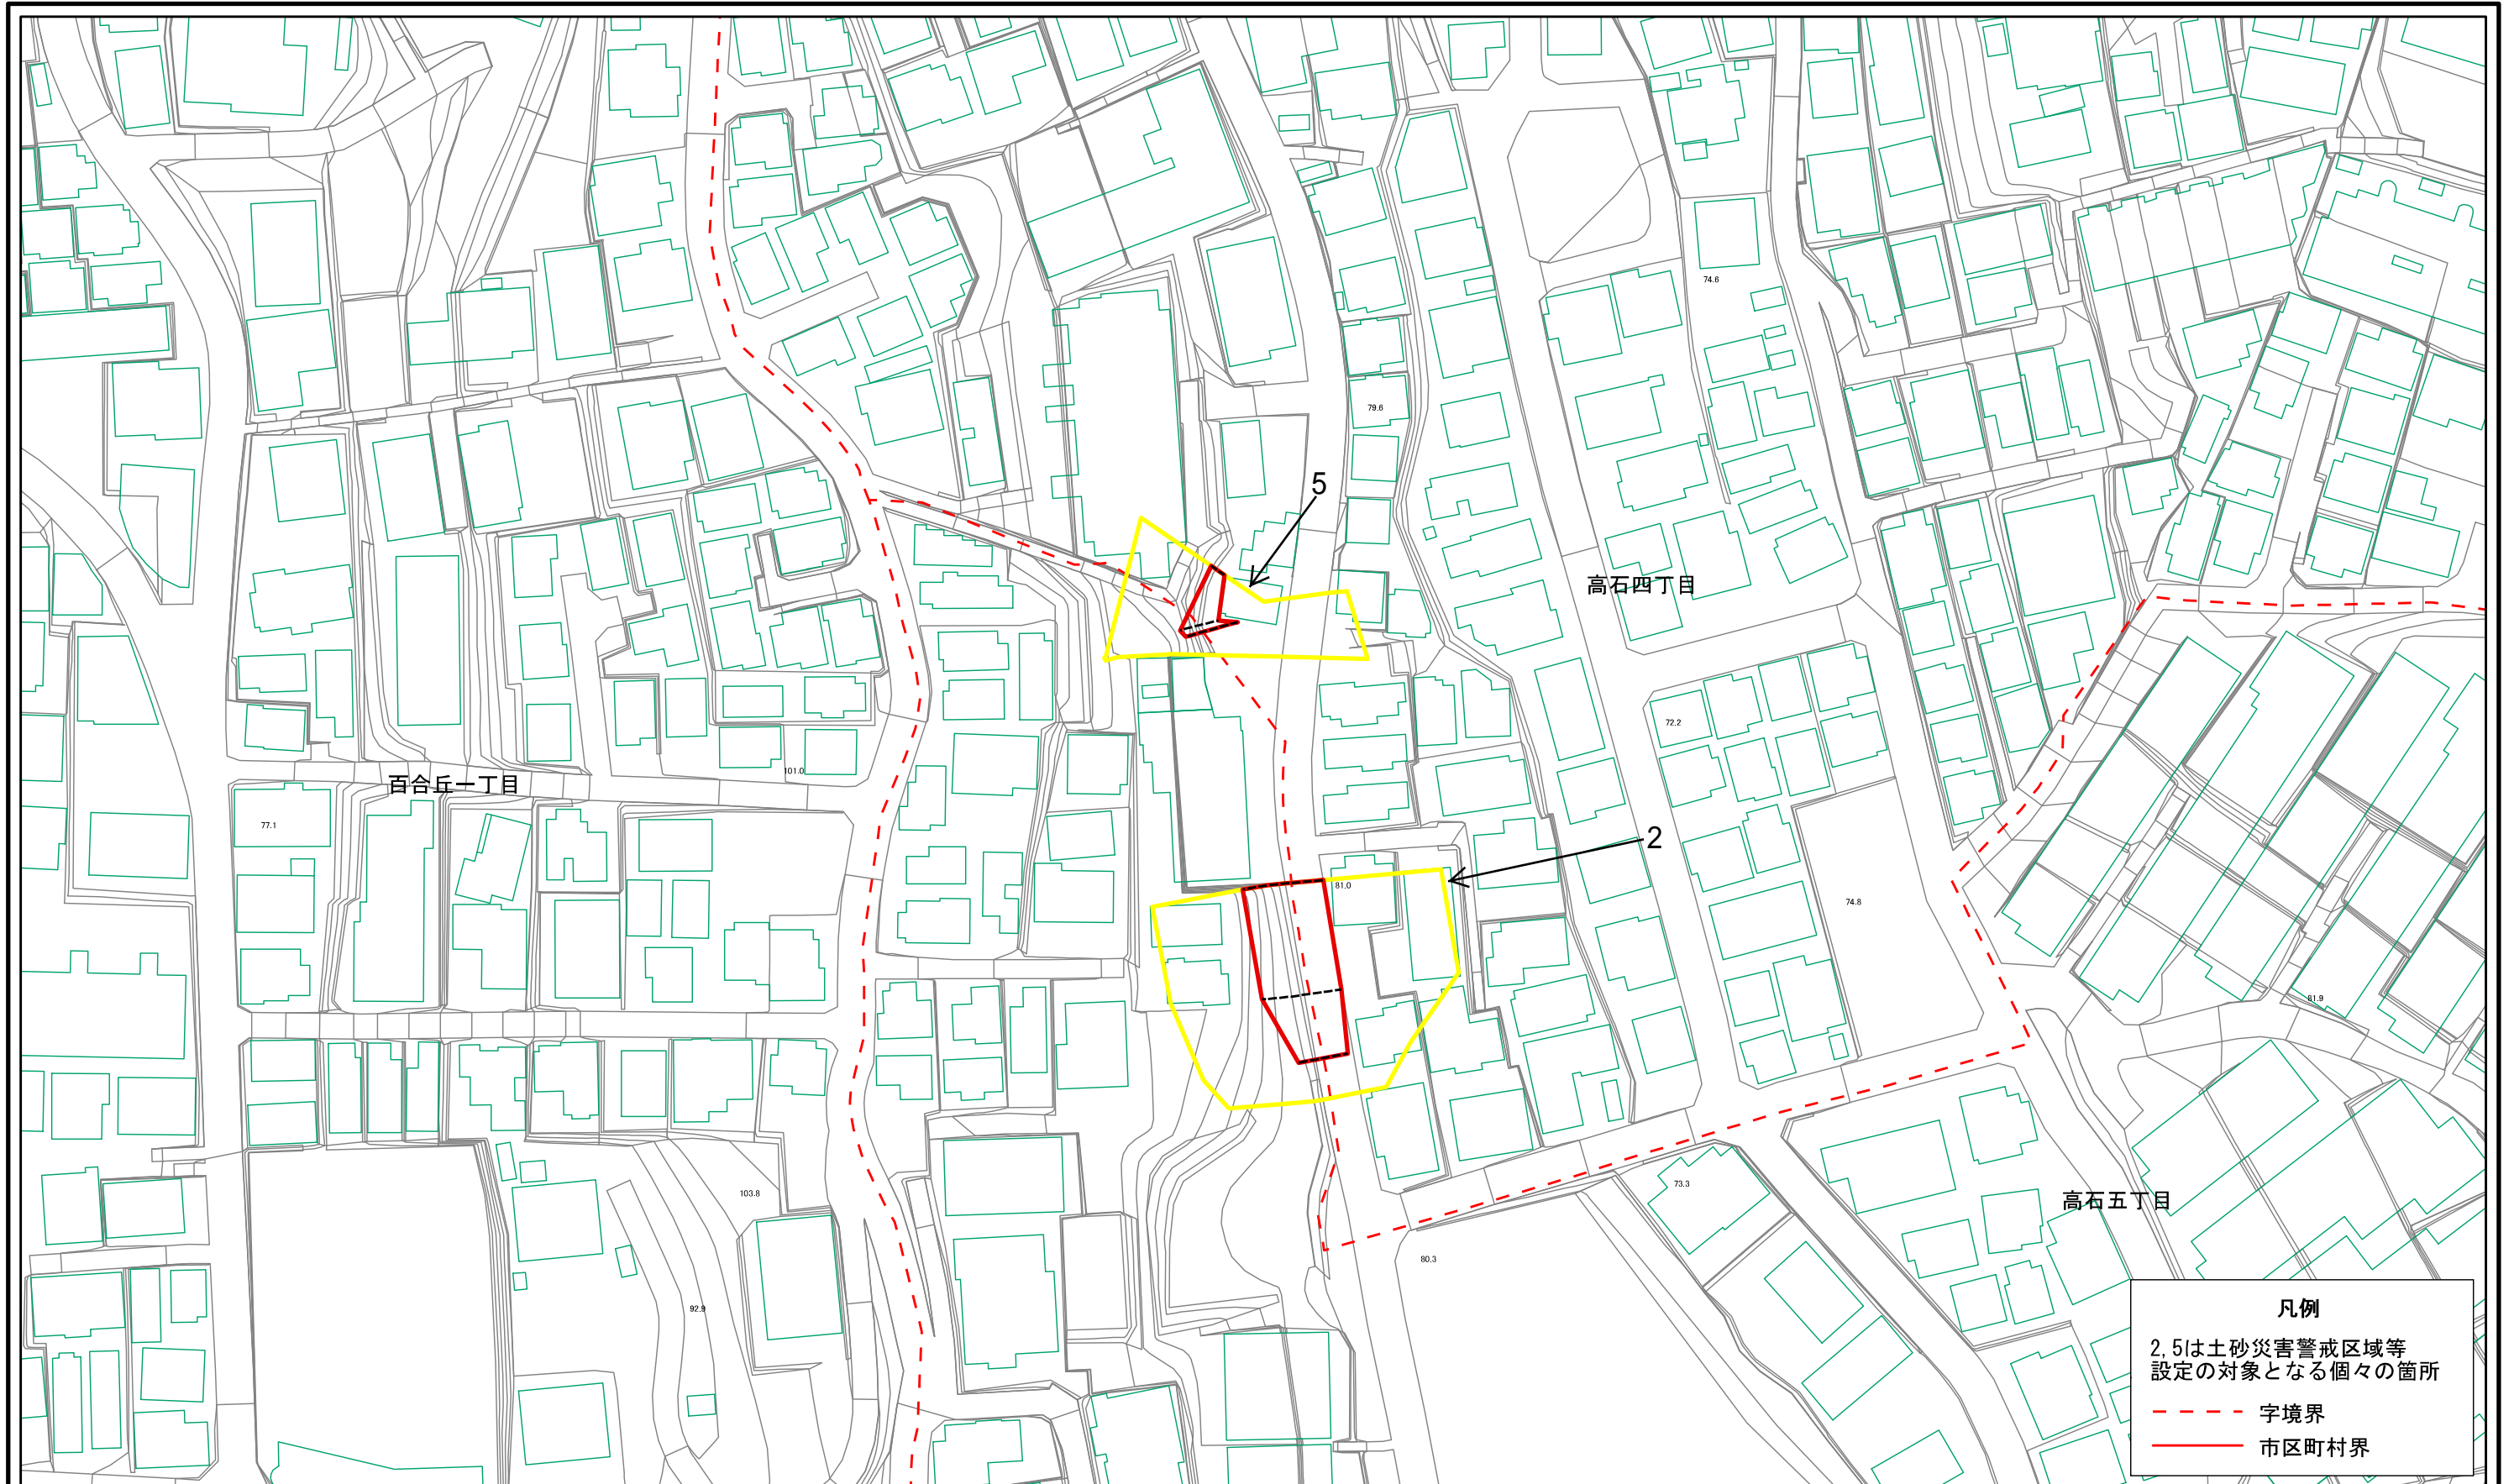 74.6
79.6
5
高石四丁目
72.2
百合丘一丁目
101.0
77.1
2
81.0
74.8
81.9
73.3
103.8
高石五丁目
80.3
92.9
凡例
2,5は土砂災害警戒区域等
設定の対象となる個々の箇所
字境界
市区町村界